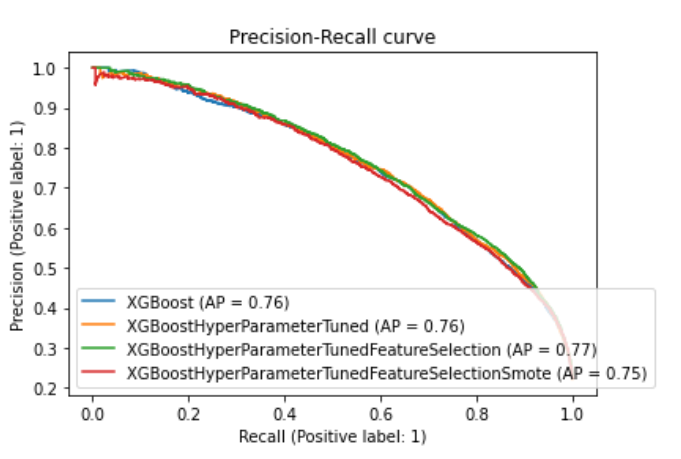 Precision-Recall curve
Precision (Positive label: 1)
1.0
0.9
0.8
0.7
0.6
0.5
0.4
0.3
0.2
XGBoost (AP = 0.76)
XGBoostHyperParameterTuned (AP = 0.76)
XGBoostHyperParameterTunedFeatureSelection (AP = 0.77)
XGBoostHyperParameterTunedFeatureSelectionSmote (AP = 0.75)
0.0 0.2 0.4 0.6 0.8 1.0
Recall (Positive label: 1)